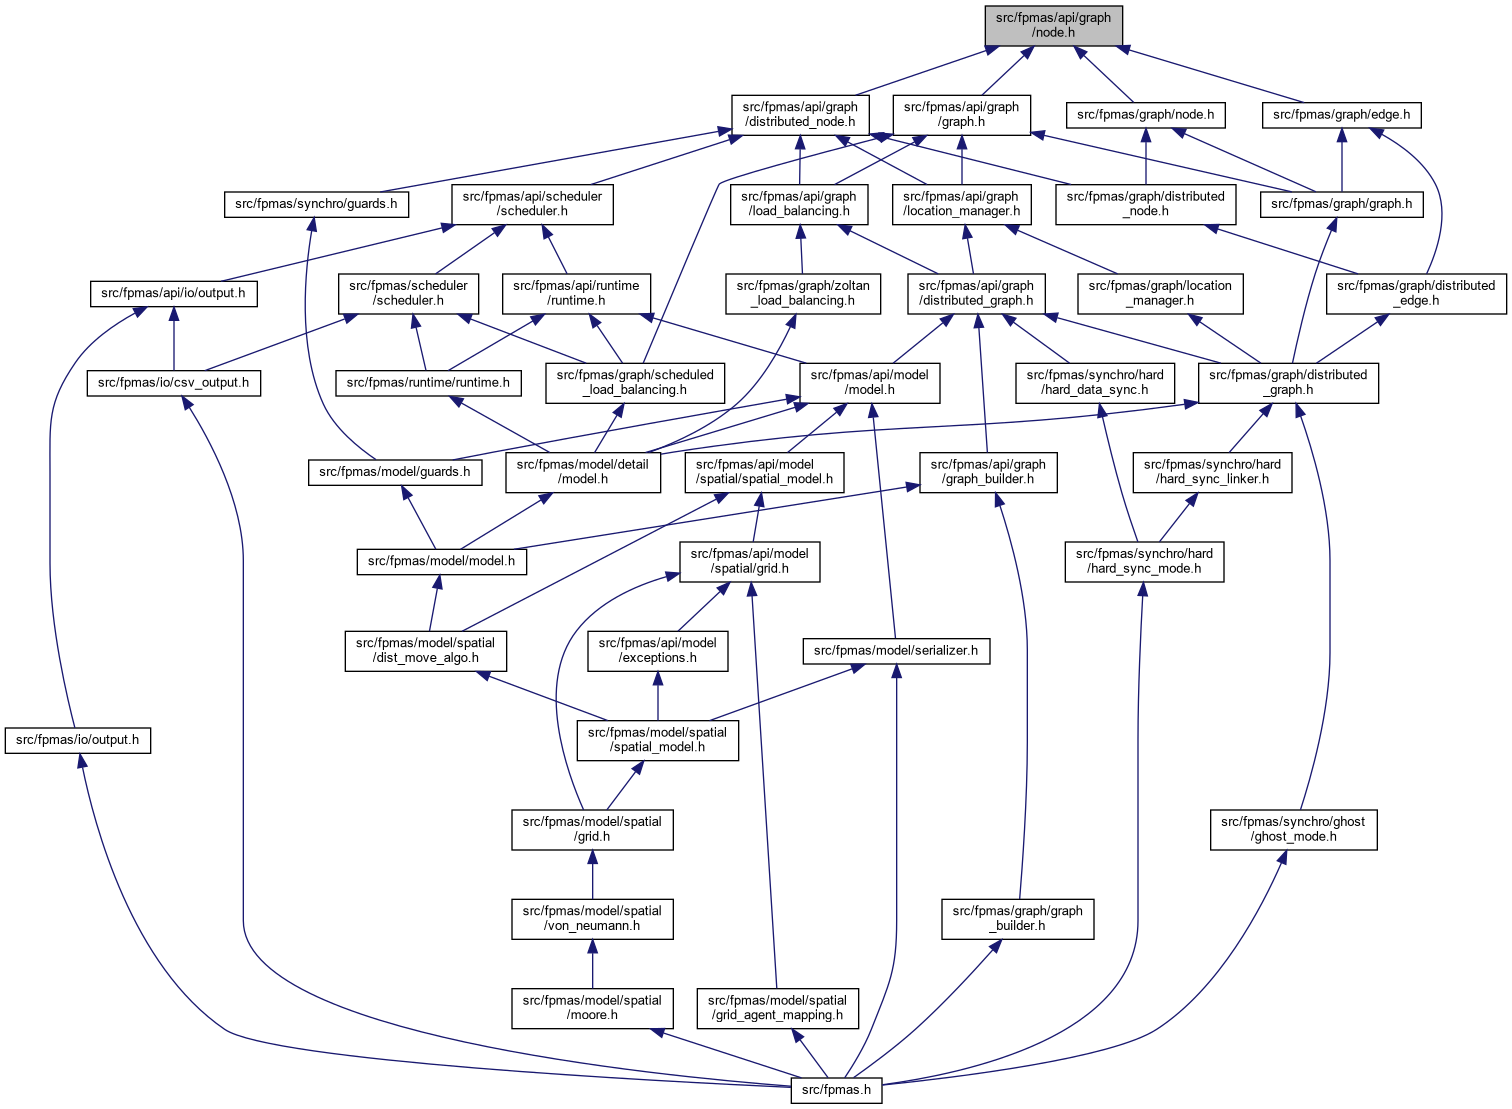 src/fpmas/api/graph
/node.h
src/fpmas/api/graph
/distributed_node.h
src/fpmas/api/graph
/graph.h
src/fpmas/graph/node.h
src/fpmas/graph/edge.h
src/fpmas/synchro/guards.h
src/fpmas/api/scheduler
/scheduler.h
src/fpmas/api/graph
/load_balancing.h
src/fpmas/api/graph
/location_manager.h
src/fpmas/graph/distributed
_node.h
src/fpmas/graph/graph.h
src/fpmas/api/io/output.h
src/fpmas/scheduler
/scheduler.h
src/fpmas/api/runtime
/runtime.h
src/fpmas/graph/zoltan
_load_balancing.h
src/fpmas/api/graph
/distributed_graph.h
src/fpmas/graph/location
_manager.h
src/fpmas/graph/distributed
_edge.h
src/fpmas/io/csv_output.h
src/fpmas/runtime/runtime.h
src/fpmas/graph/scheduled
_load_balancing.h
src/fpmas/api/model
/model.h
src/fpmas/synchro/hard
/hard_data_sync.h
src/fpmas/graph/distributed
_graph.h
src/fpmas/model/guards.h
src/fpmas/model/detail
/model.h
src/fpmas/api/model
/spatial/spatial_model.h
src/fpmas/api/graph
/graph_builder.h
src/fpmas/synchro/hard
/hard_sync_linker.h
src/fpmas/model/model.h
src/fpmas/api/model
/spatial/grid.h
src/fpmas/synchro/hard
/hard_sync_mode.h
src/fpmas/model/spatial
/dist_move_algo.h
src/fpmas/api/model
/exceptions.h
src/fpmas/model/serializer.h
src/fpmas/io/output.h
src/fpmas/model/spatial
/spatial_model.h
src/fpmas/model/spatial
/grid.h
src/fpmas/synchro/ghost
/ghost_mode.h
src/fpmas/model/spatial
/von_neumann.h
src/fpmas/graph/graph
_builder.h
src/fpmas/model/spatial
/moore.h
src/fpmas/model/spatial
/grid_agent_mapping.h
src/fpmas.h